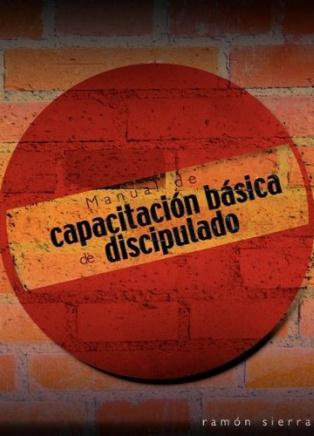 Manual de
capacitación básica
de discipulado
ramón sierra